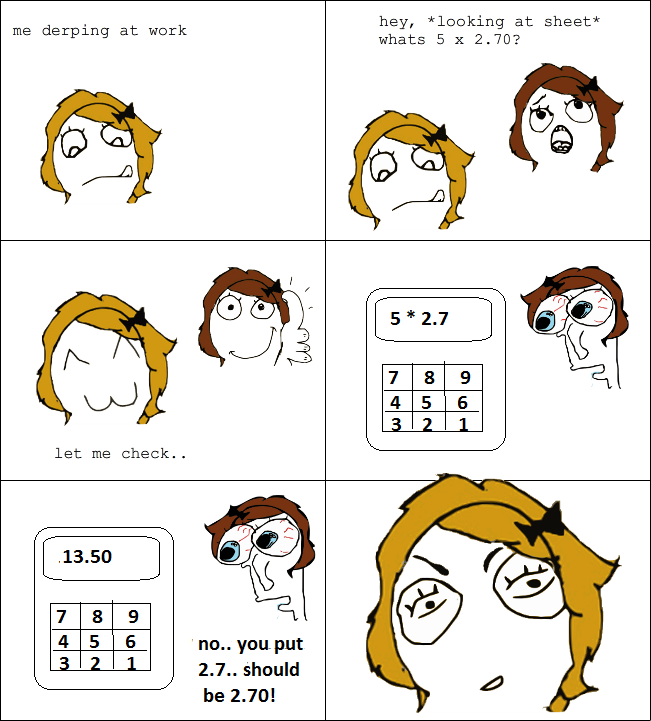 me derping at work
hey, *looking at sheet*
whats 5 x 2.70?
let me check..
5 * 2.7
7 8 9
4 5 6
3 2 1
.13.50
7 8 9
4 5 6
3 2 1
no.. you put
2.7.. should
be 2.70!